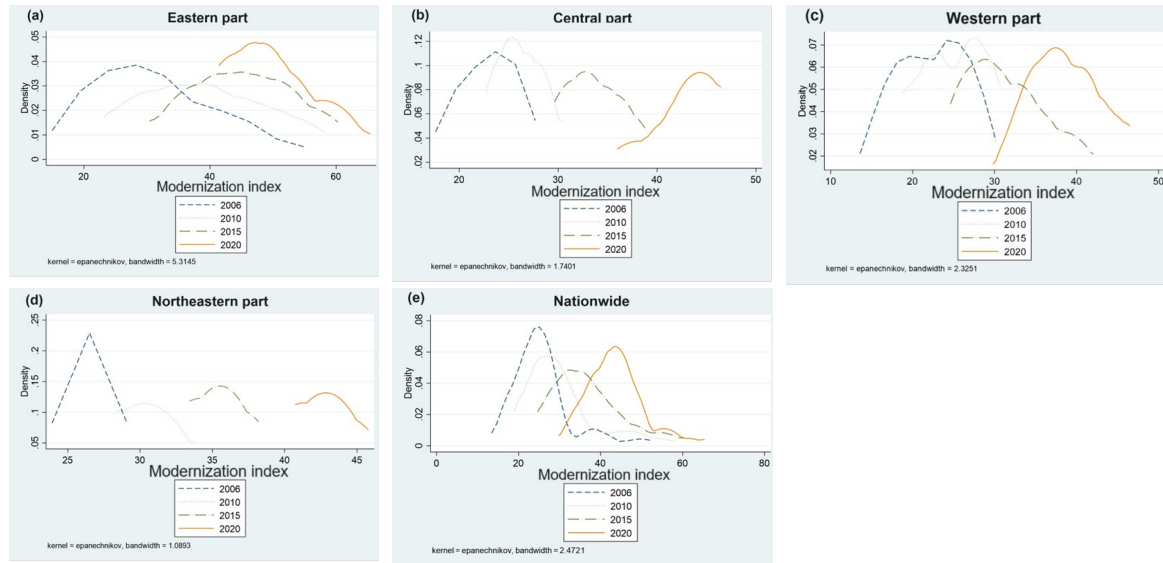 (a) Eastern part
Density
.05
.04
.03
.02
.01
0
20 40 60
Modernization index
2006
2010
2015
2020
kernel = epanechnikov, bandwidth = 5.3145
(b) Central part
Density
.12
.1
.08
.06
.04
.02
20 30 40 50
Modernization index
2006
2010
2015
2020
kernel = epanechnikov, bandwidth = 1.7401
(c) Western part
Density
.07
.06
.05
.04
.03
.02
10 20 30 40 50
Modernization index
2006
2010
2015
2020
kernel = epanechnikov, bandwidth = 2.3251
(d) Northeastern part
Density
.25
.2
.15
.1
.05
25 30 35 40 45
Modernization index
2006
2010
2015
2020
kernel = epanechnikov, bandwidth = 1.0893
(e) Nationwide
Density
.08
.06
.04
.02
0
0 20 40 60 80
Modernization index
2006
2010
2015
2020
kernel = epanechnikov, bandwidth = 2.4721